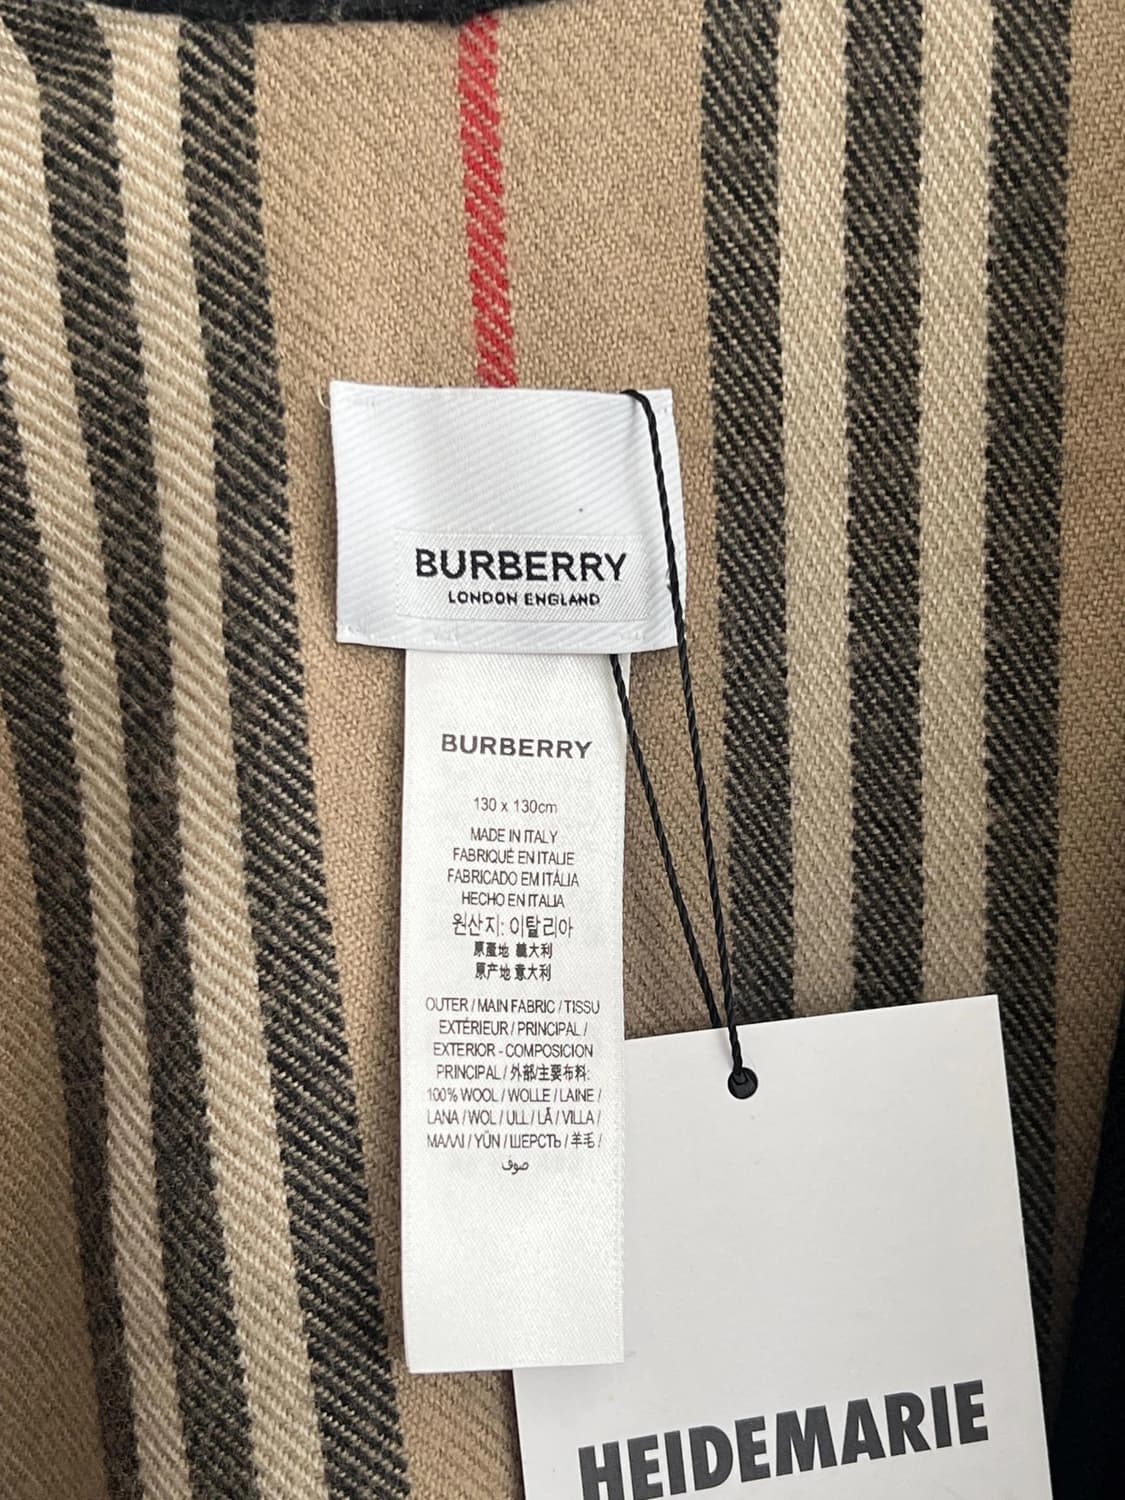 BURBERRY
LONDON ENGLAND
BURBERRY
130 x 130cm
MADE IN ITALY
FABRIQUÉ EN ITALIE
FABRICADO EM ITÁLIA
HECHO EN ITALIA
원산지: 이탈리아
原產地 義大利
原产地 意大利
OUTER / MAIN FABRIC / TISSU
EXTÉRIEUR / PRINCIPAL /
EXTERIOR - COMPOSICION
PRINCIPAL / 外部/主要布料:
100% WOOL / WOLLE / LAINE /
LANA / WOL / ULL / LÃ / VILLA /
ΜΑΛΛΙ / YÜN / ШЕРСТЬ / 羊毛 /
صوف
HEIDEMARIE